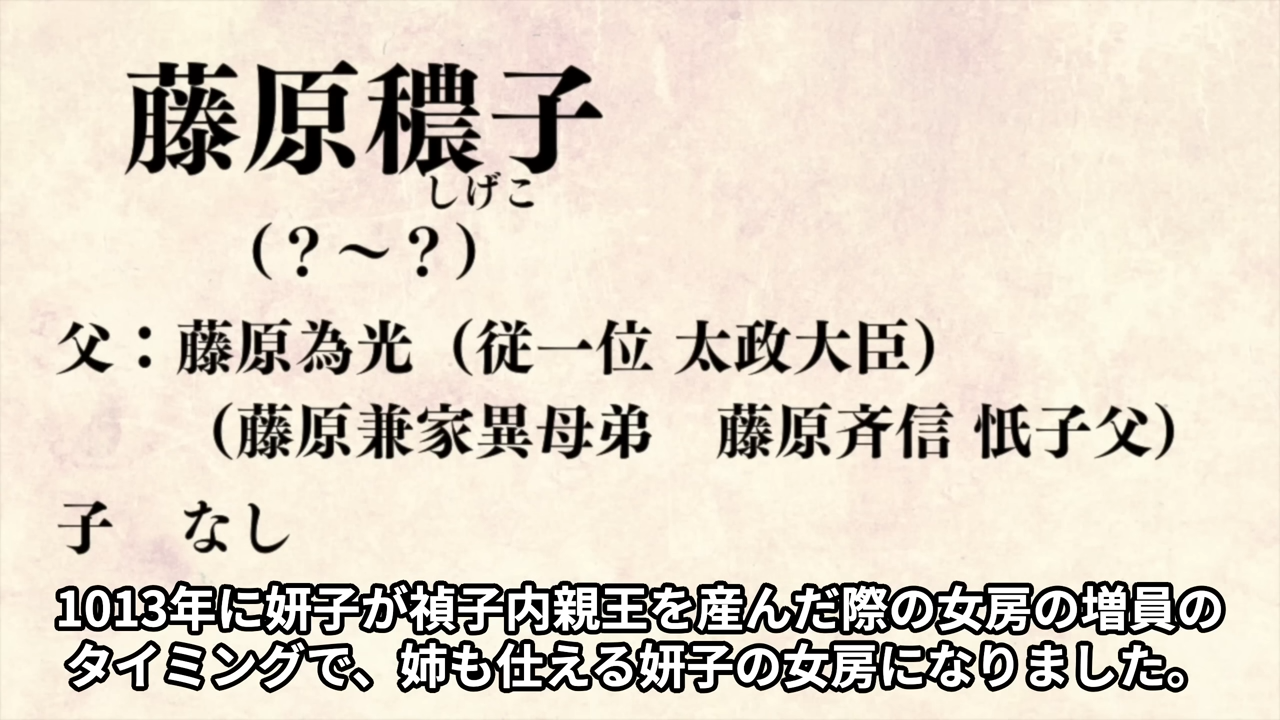 藤原穠子
しげこ
（？～？）
父：藤原為光（従一位 太政大臣）
（藤原兼家異母弟　藤原斉信 忯子父）
子　なし
1013年に妍子が禎子内親王を産んだ際の女房の増員の
タイミングで、姉も仕える妍子の女房になりました。